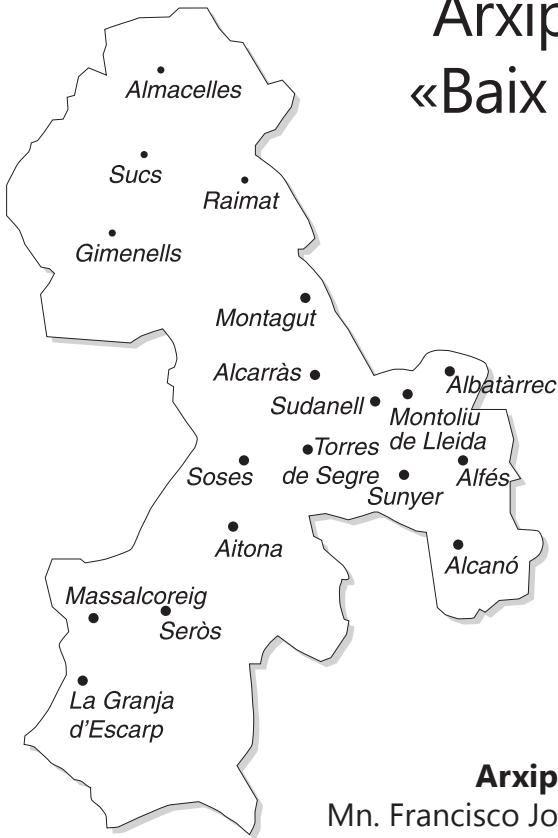 Arxip
«Baix
Almacelles
Sucs
Raimat
Gimenells
Montagut
Alcarràs
Albatàrrec
Sudanell
Montoliu
de Lleida
Torres
de Segre
Soses
Alfés
Sunyer
Aitona
Alcanó
Massalcoreig
Seròs
La Granja
d'Escarp
Arxip
Mn. Francisco Jo